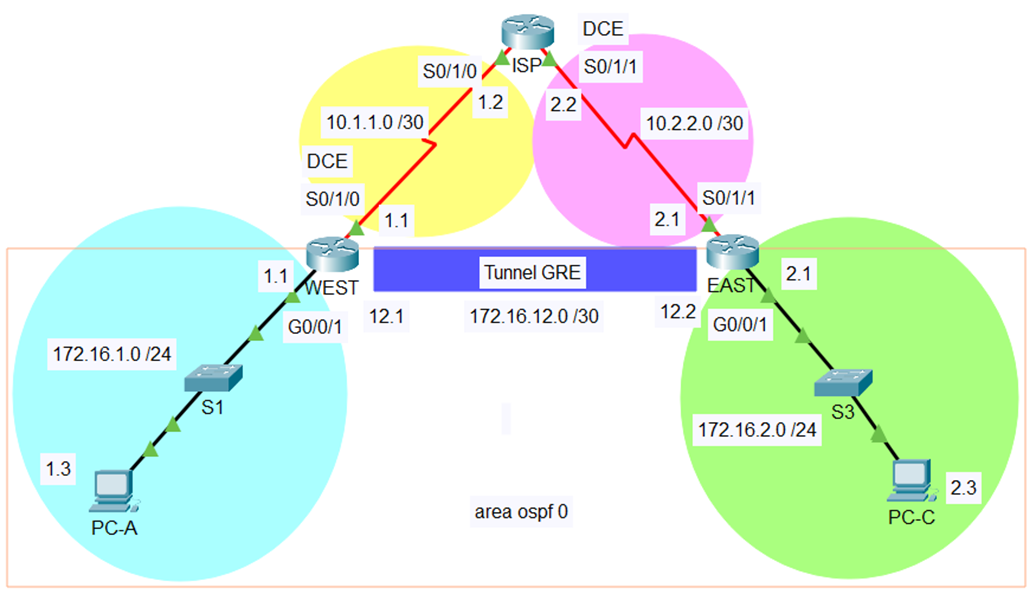 DCE
ISP
S0/1/0
S0/1/1
1.2
2.2
10.1.1.0 /30
10.2.2.0 /30
DCE
S0/1/0
S0/1/1
1.1
2.1
1.1
WEST
Tunnel GRE
EAST
2.1
G0/0/1
12.1
172.16.12.0 /30
12.2
G0/0/1
172.16.1.0 /24
S1
S3
172.16.2.0 /24
1.3
2.3
PC-A
area ospf 0
PC-C